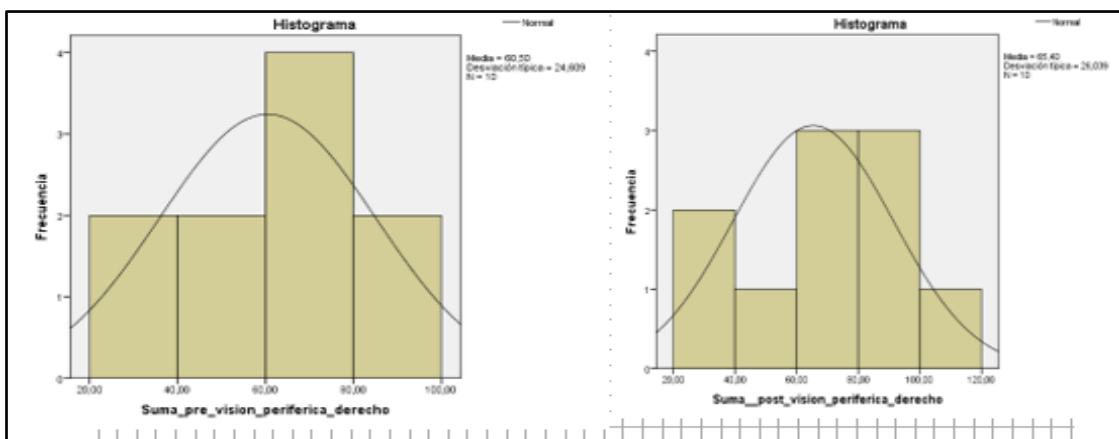 Histograma
Normal
Media = 60,50
Desviación típica = 24,609
N = 10
Frecuencia
4
3
2
1
0
20,00 40,00 60,00 80,00 100,00
Suma_pre_vision_periferica_derecho
Histograma
Normal
Media = 65,40
Desviación típica = 26,039
N = 10
Frecuencia
4
3
2
1
0
20,00 40,00 60,00 80,00 100,00 120,00
Suma__post_vision_periferica_derecho